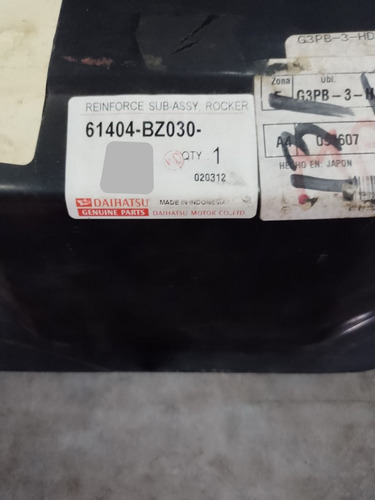 G3PB-3-HD
Zona
Ubl.
G3PB-3-H
REINFORCE SUB-ASSY, ROCKER
61404-BZ030-
QTY 1
020312
HECHO EN JAPON
DAIHATSU
GENUINE PARTS
MADE IN INDONESIA
DAIHATSU MOTOR CO.,LTD.